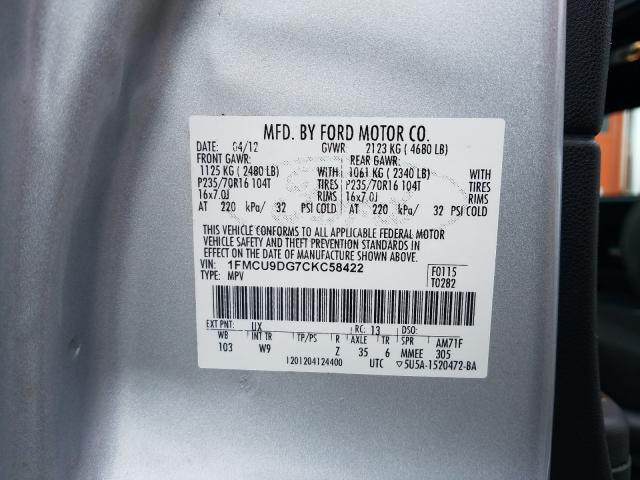 MFD. BY FORD MOTOR CO.
DATE: 04/12 GVWR: 2123 KG ( 4680 LB)
FRONT GAWR: REAR GAWR:
1125 KG ( 2480 LB) WITH 1061 KG ( 2340 LB) WITH
P235/70R16 104T TIRES P235/70R16 104T TIRES
16x7.0J RIMS 16x7.0J RIMS
AT 220 kPa/ 32 PSI COLD AT 220 kPa/ 32 PSI COLD
THIS VEHICLE CONFORMS TO ALL APPLICABLE FEDERAL MOTOR
VEHICLE SAFETY AND THEFT PREVENTION STANDARDS IN
EFFECT ON THE DATE OF MANUFACTURE SHOWN ABOVE.
VIN: 1FMCU9DG7CKC58422 F0115
TYPE: MPV T0282
EXT PNT: UX RC: 13 DSO:
WB INT TR TP/PS R AXLE TR SPR AM71F
103 W9 Z 35 6 MMEE 305
1201204124400 UTC ▽5U5A-1520472-BA